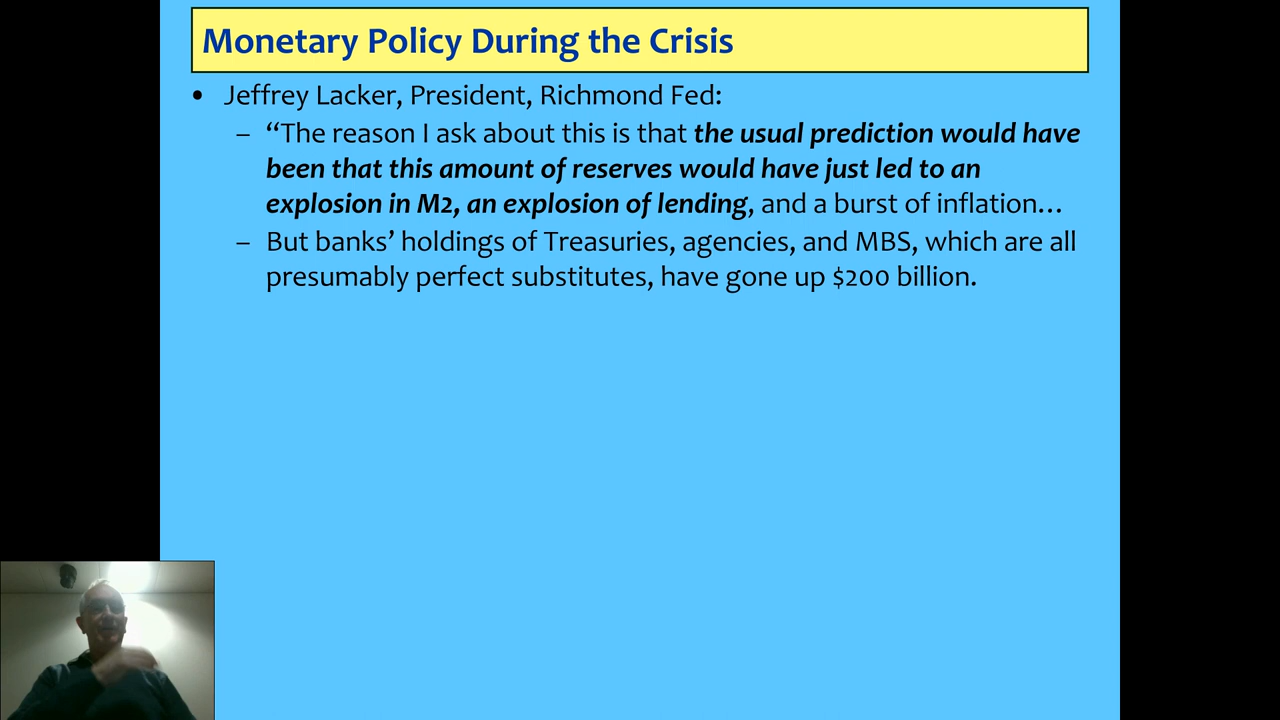 Monetary Policy During the Crisis
• Jeffrey Lacker, President, Richmond Fed:
– “The reason I ask about this is that the usual prediction would have
been that this amount of reserves would have just led to an
explosion in M2, an explosion of lending, and a burst of inflation…
– But banks’ holdings of Treasuries, agencies, and MBS, which are all
presumably perfect substitutes, have gone up $200 billion.